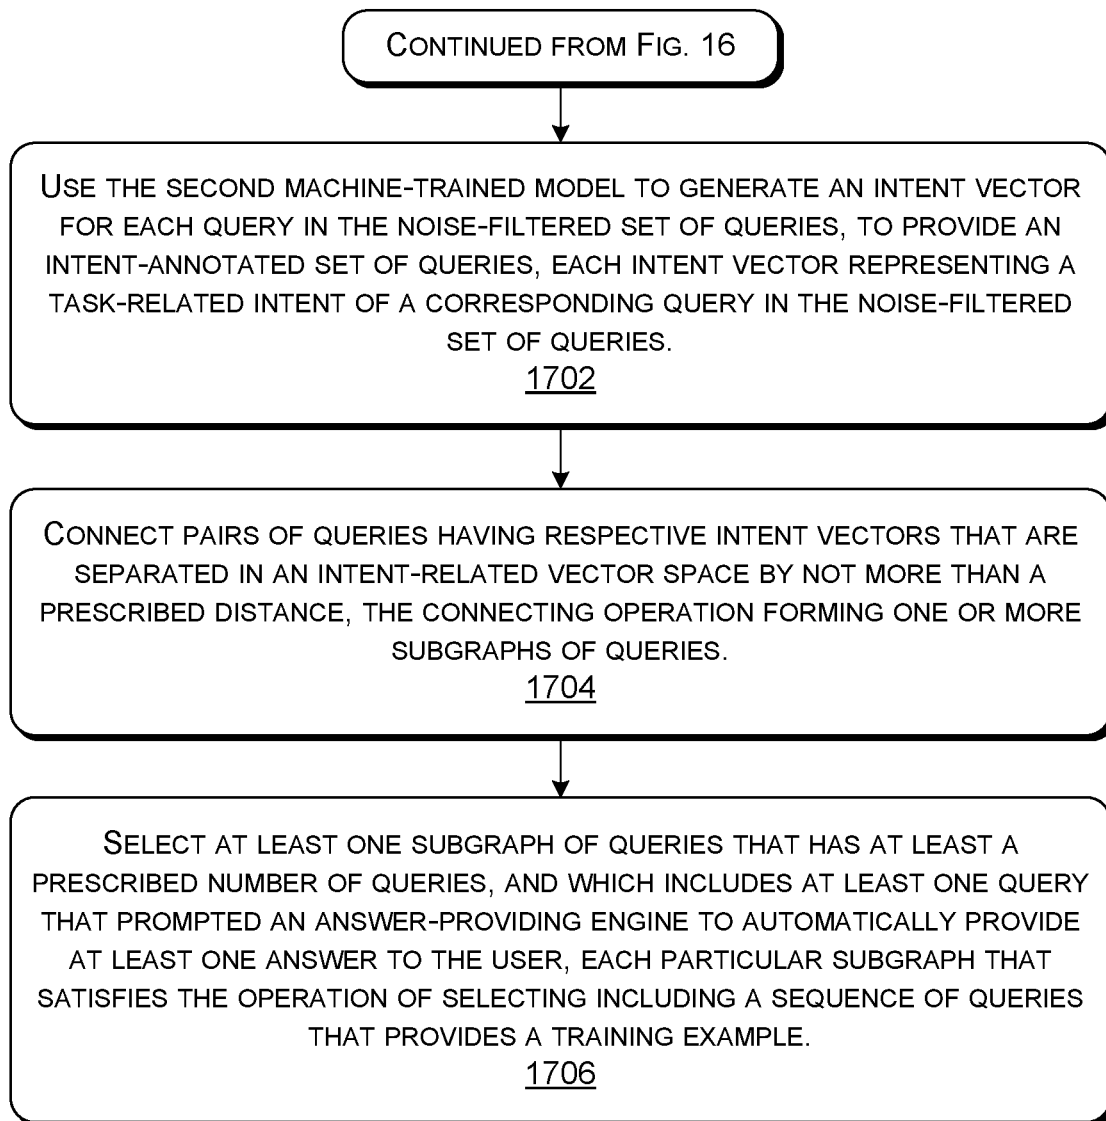 CONTINUED FROM FIG. 16
USE THE SECOND MACHINE-TRAINED MODEL TO GENERATE AN INTENT VECTOR
FOR EACH QUERY IN THE NOISE-FILTERED SET OF QUERIES, TO PROVIDE AN
INTENT-ANNOTATED SET OF QUERIES, EACH INTENT VECTOR REPRESENTING A
TASK-RELATED INTENT OF A CORRESPONDING QUERY IN THE NOISE-FILTERED
SET OF QUERIES.
1702
CONNECT PAIRS OF QUERIES HAVING RESPECTIVE INTENT VECTORS THAT ARE
SEPARATED IN AN INTENT-RELATED VECTOR SPACE BY NOT MORE THAN A
PRESCRIBED DISTANCE, THE CONNECTING OPERATION FORMING ONE OR MORE
SUBGRAPHS OF QUERIES.
1704
SELECT AT LEAST ONE SUBGRAPH OF QUERIES THAT HAS AT LEAST A
PRESCRIBED NUMBER OF QUERIES, AND WHICH INCLUDES AT LEAST ONE QUERY
THAT PROMPTED AN ANSWER-PROVIDING ENGINE TO AUTOMATICALLY PROVIDE
AT LEAST ONE ANSWER TO THE USER, EACH PARTICULAR SUBGRAPH THAT
SATISFIES THE OPERATION OF SELECTING INCLUDING A SEQUENCE OF QUERIES
THAT PROVIDES A TRAINING EXAMPLE.
1706